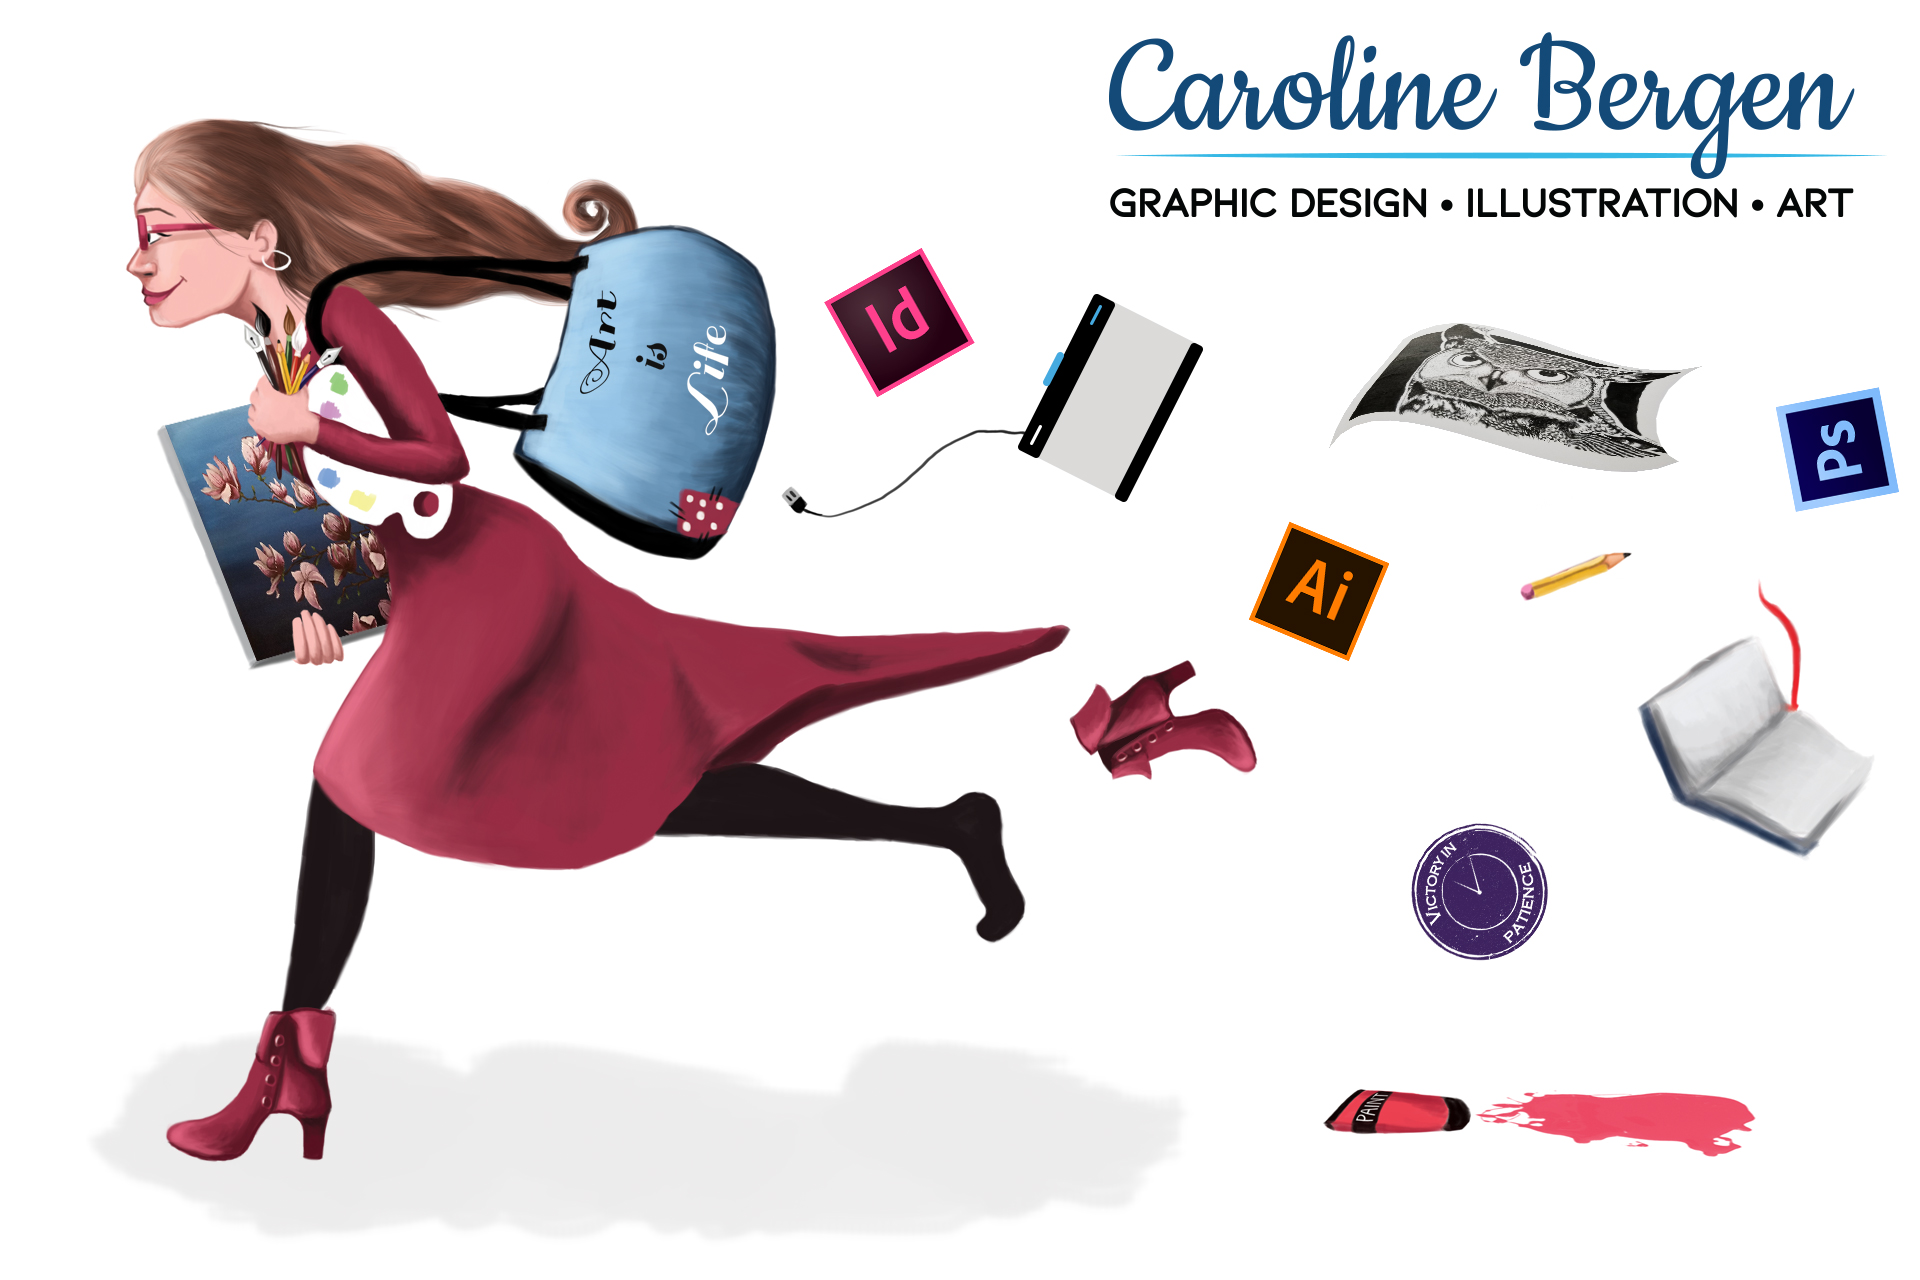 Caroline Bergen
GRAPHIC DESIGN • ILLUSTRATION • ART
Art
is
Life
Id
Ps
Ai
VICTORY IN
PATIENCE
PAINT